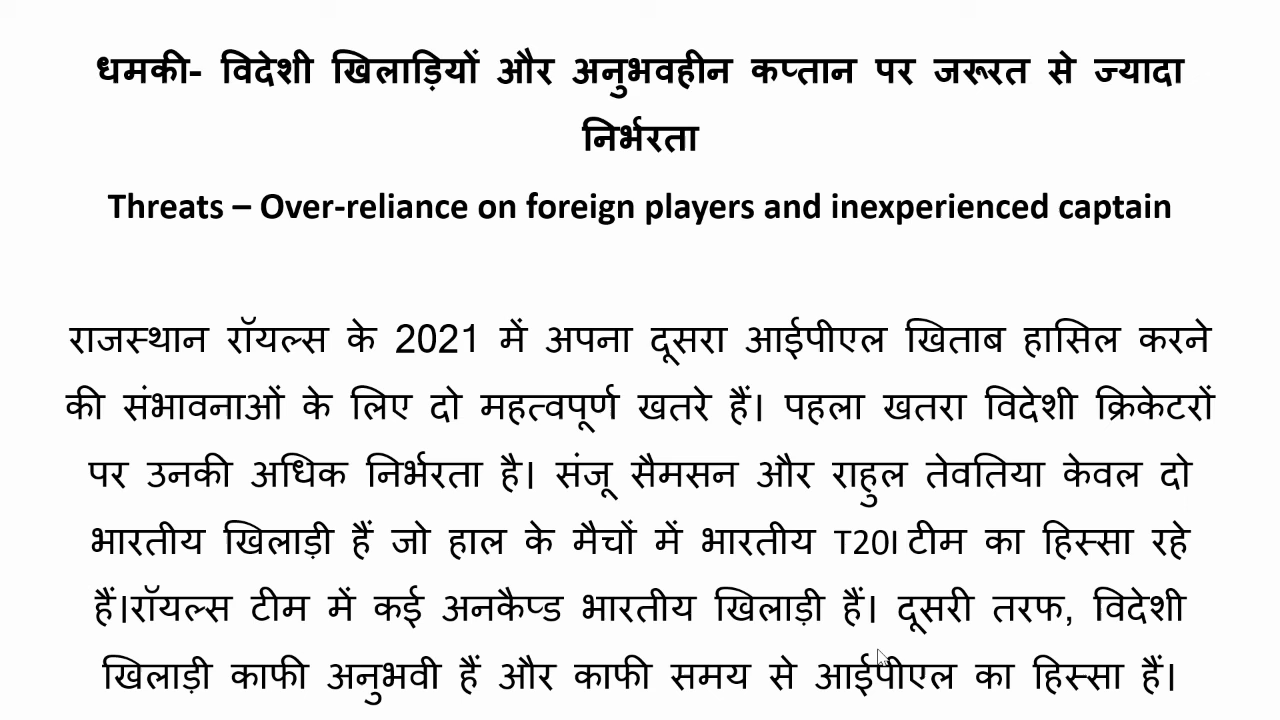 धमकी- विदेशी खिलाड़ियों और अनुभवहीन कप्तान पर जरूरत से ज्यादा
निर्भरता
Threats – Over-reliance on foreign players and inexperienced captain
राजस्थान रॉयल्स के 2021 में अपना दूसरा आईपीएल खिताब हासिल करने
की संभावनाओं के लिए दो महत्वपूर्ण खतरे हैं। पहला खतरा विदेशी क्रिकेटरों
पर उनकी अधिक निर्भरता है। संजू सैमसन और राहुल तेवतिया केवल दो
भारतीय खिलाड़ी हैं जो हाल के मैचों में भारतीय T20I टीम का हिस्सा रहे
हैं।रॉयल्स टीम में कई अनकैप्ड भारतीय खिलाड़ी हैं। दूसरी तरफ, विदेशी
खिलाड़ी काफी अनुभवी हैं और काफी समय से आईपीएल का हिस्सा हैं।